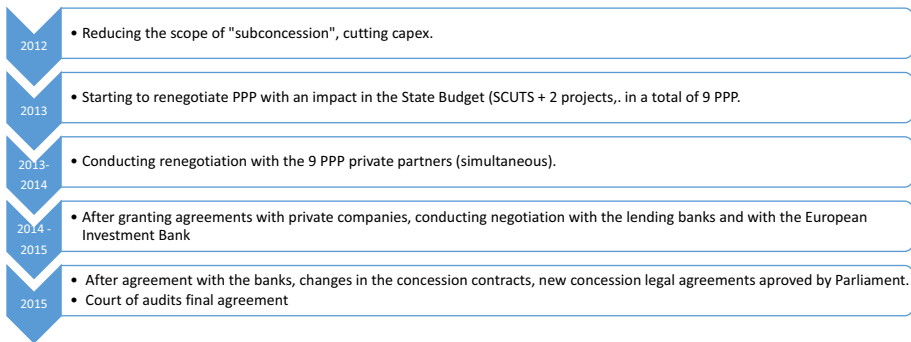 2012
• Reducing the scope of "subconcession", cutting capex.
2013
• Starting to renegotiate PPP with an impact in the State Budget (SCUTS + 2 projects,. in a total of 9 PPP.
2013-
2014
• Conducting renegotiation with the 9 PPP private partners (simultaneous).
2014 -
2015
• After granting agreements with private companies, conducting negotiation with the lending banks and with the European
Investment Bank
2015
• After agreement with the banks, changes in the concession contracts, new concession legal agreements aproved by Parliament.
• Court of audits final agreement